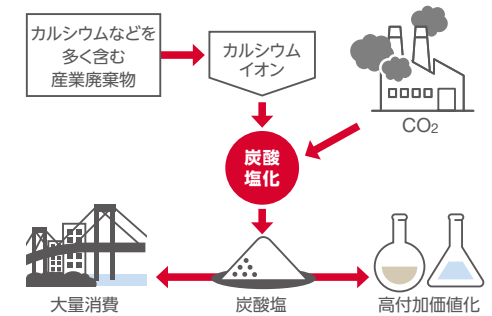 カルシウムなどを
多く含む
産業廃棄物
カルシウム
イオン
CO₂
炭酸
塩化
大量消費
炭酸塩
高付加価値化